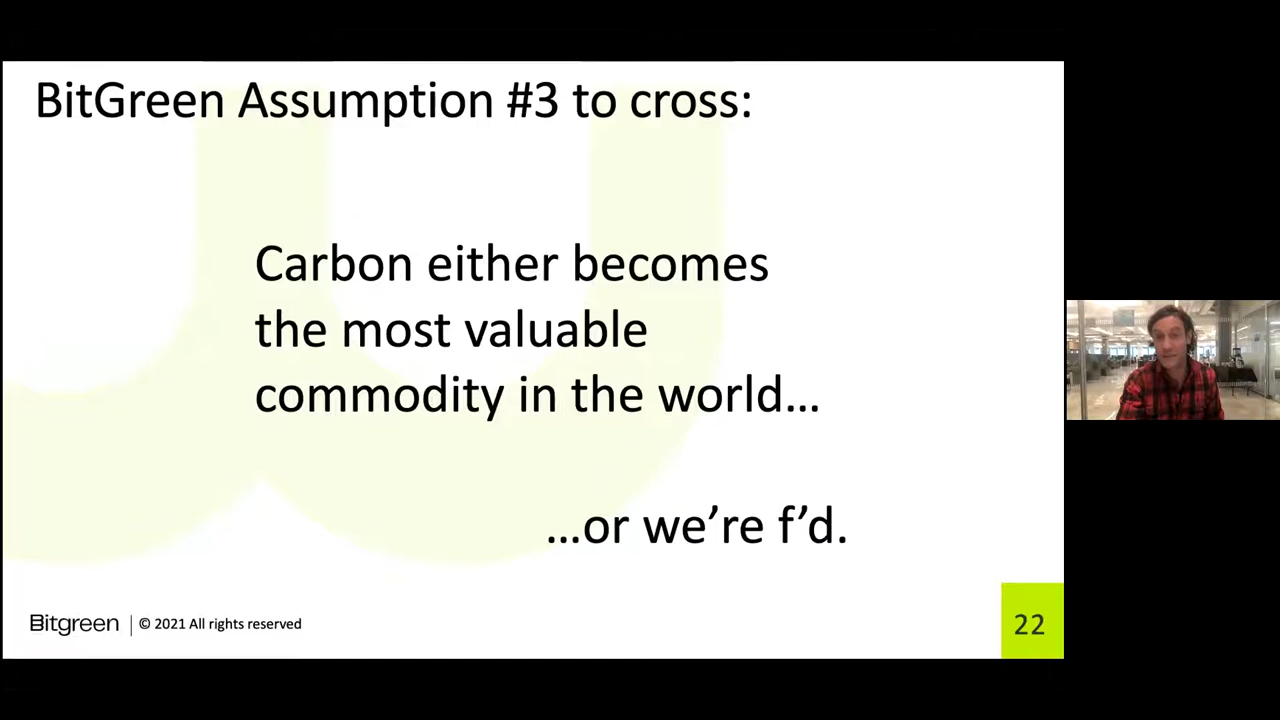 BitGreen Assumption #3 to cross:
Carbon either becomes
the most valuable
commodity in the world…
…or we’re f’d.
Bitgreen | © 2021 All rights reserved
22